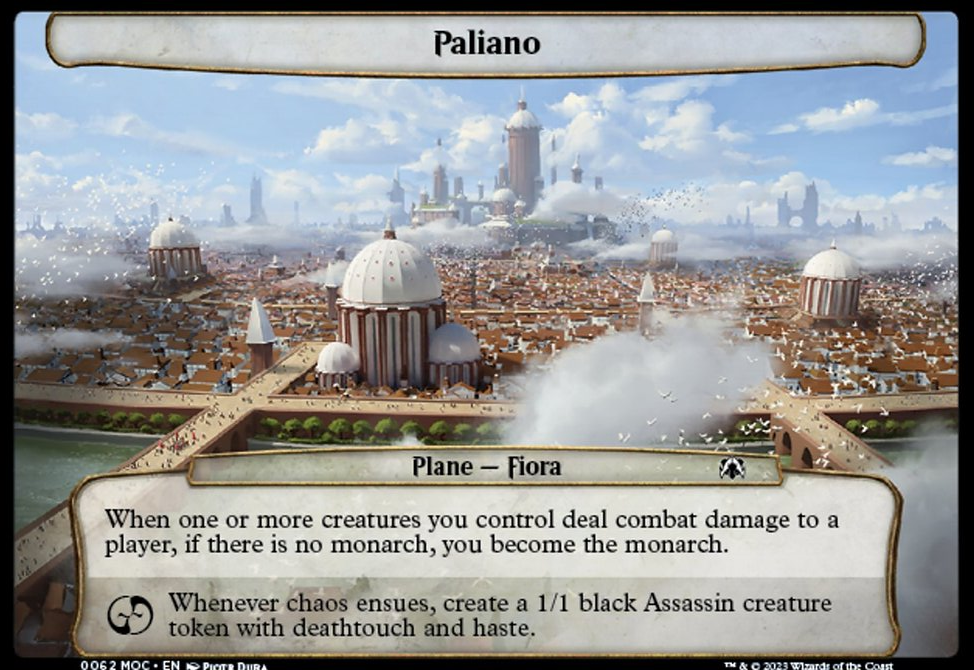 Paliano
Plane — Fiora
When one or more creatures you control deal combat damage to a
player, if there is no monarch, you become the monarch.
Whenever chaos ensues, create a 1/1 black Assassin creature
token with deathtouch and haste.
0062 MOC • EN Piotr Dura
™ & © 2023 Wizards of the Coast